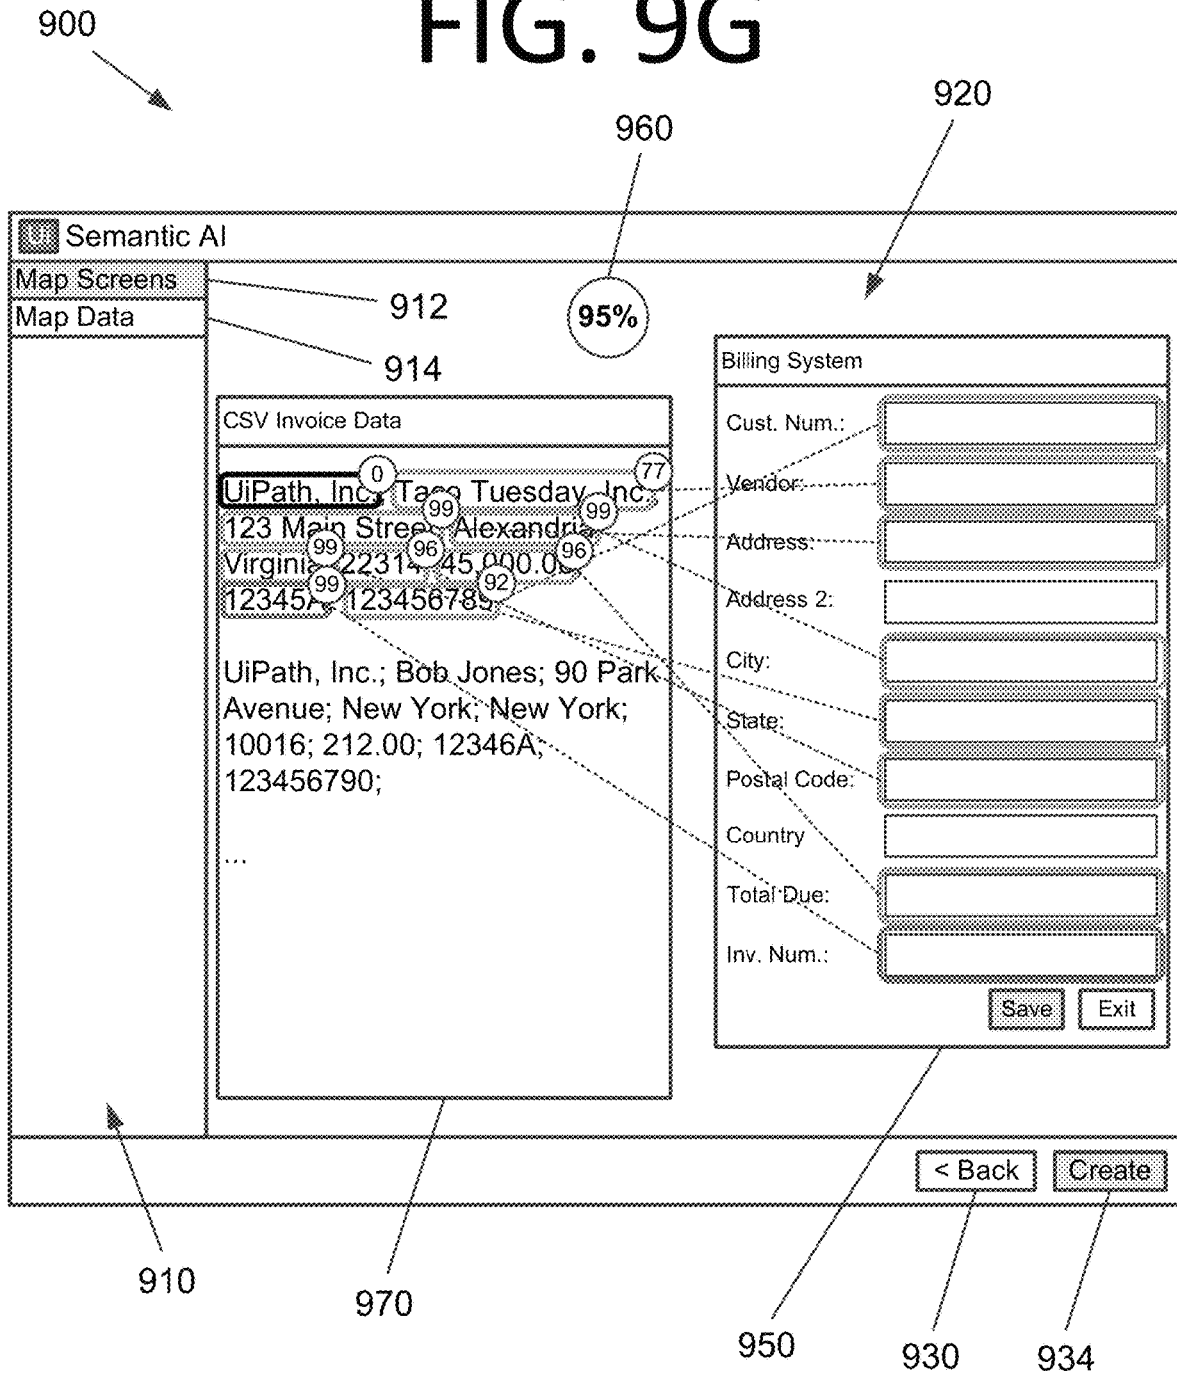 FIG. 9G
900
920
960
Ui Semantic AI
Map Screens
912
95%
Map Data
914
Billing System
CSV Invoice Data
Cust. Num.:
0
77
UiPath, Inc. Taco Tuesday, Inc.
Vendor:
99
99
123 Main Street Alexandria
Address:
99
96
96
Virginia 22314 45,000.00
99
92
12345A 123456789
Address 2:
City:
UiPath, Inc.; Bob Jones; 90 Park
Avenue; New York; New York;
State:
10016; 212.00; 12346A;
123456790;
Postal Code:
Country
...
Total Due:
Inv. Num.:
Save
Exit
< Back
Create
910
970
950
930
934